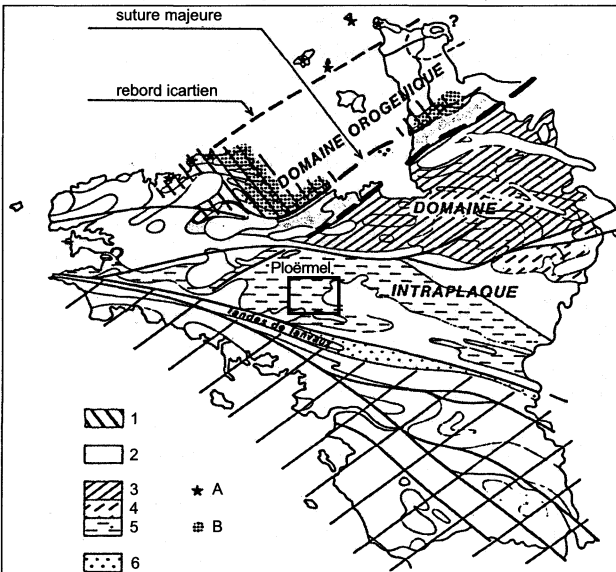 suture majeure
?
rebord icartien
DOMAINE OROGENIQUE
DOMAINE
Ploërmel
INTRAPLAQUE
landes de lanvaux
1
2
3
4
5
6
A
B